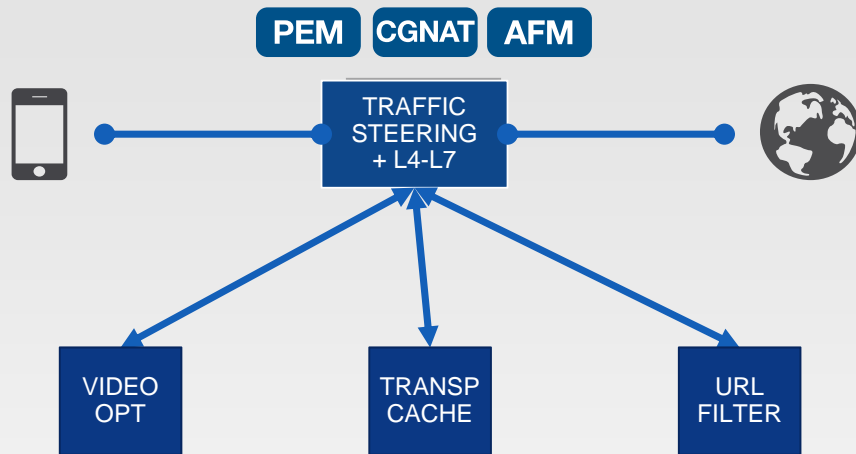 PEM CGNAT AFM
TRAFFIC
STEERING
+ L4-L7
VIDEO
OPT
TRANSP
CACHE
URL
FILTER